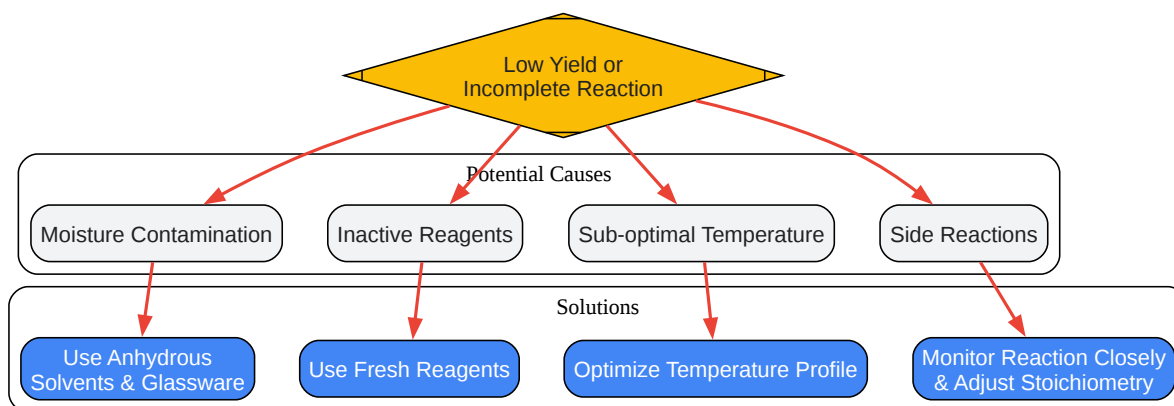 Low Yield or
Incomplete Reaction
Potential Causes
Moisture Contamination
Inactive Reagents
Sub-optimal Temperature
Side Reactions
Solutions
Use Anhydrous
Solvents & Glassware
Use Fresh Reagents
Optimize Temperature Profile
Monitor Reaction Closely
& Adjust Stoichiometry